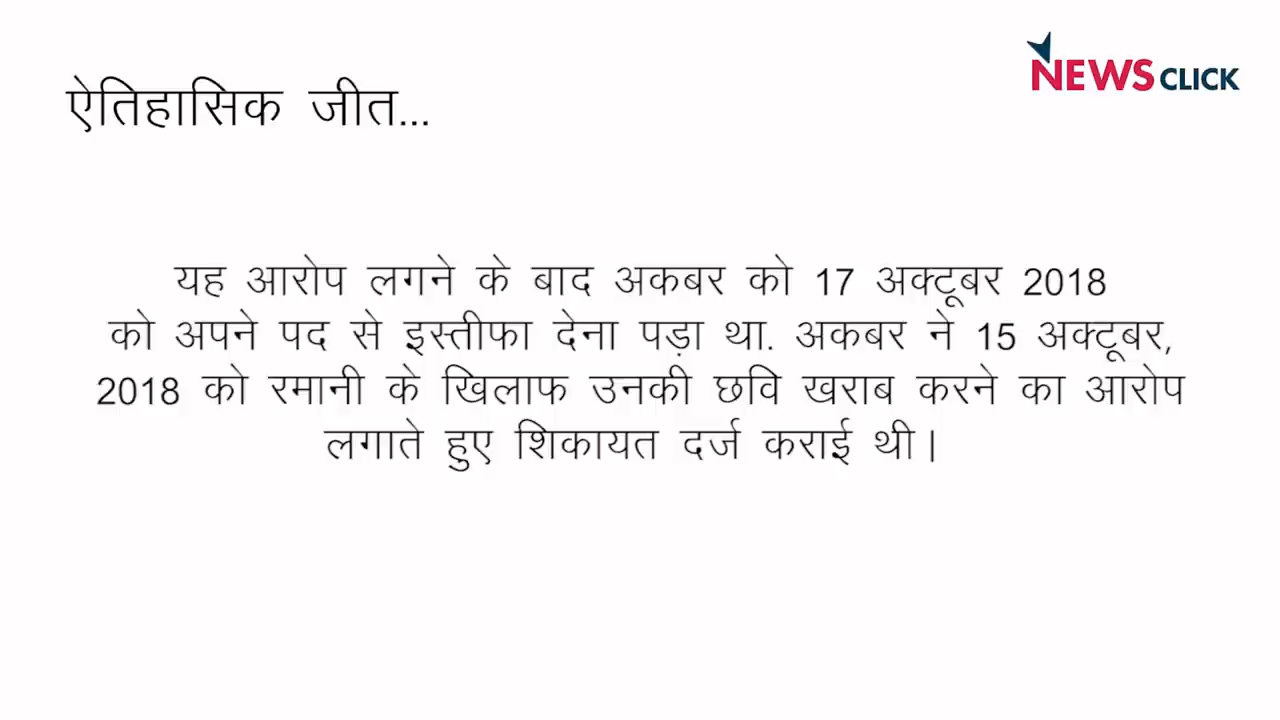 NEWSCLICK
ऐतिहासिक जीत...
यह आरोप लगने के बाद अकबर को 17 अक्टूबर 2018
को अपने पद से इस्तीफा देना पड़ा था. अकबर ने 15 अक्टूबर,
2018 को रमानी के खिलाफ उनकी छवि खराब करने का आरोप
लगाते हुए शिकायत दर्ज कराई थी।